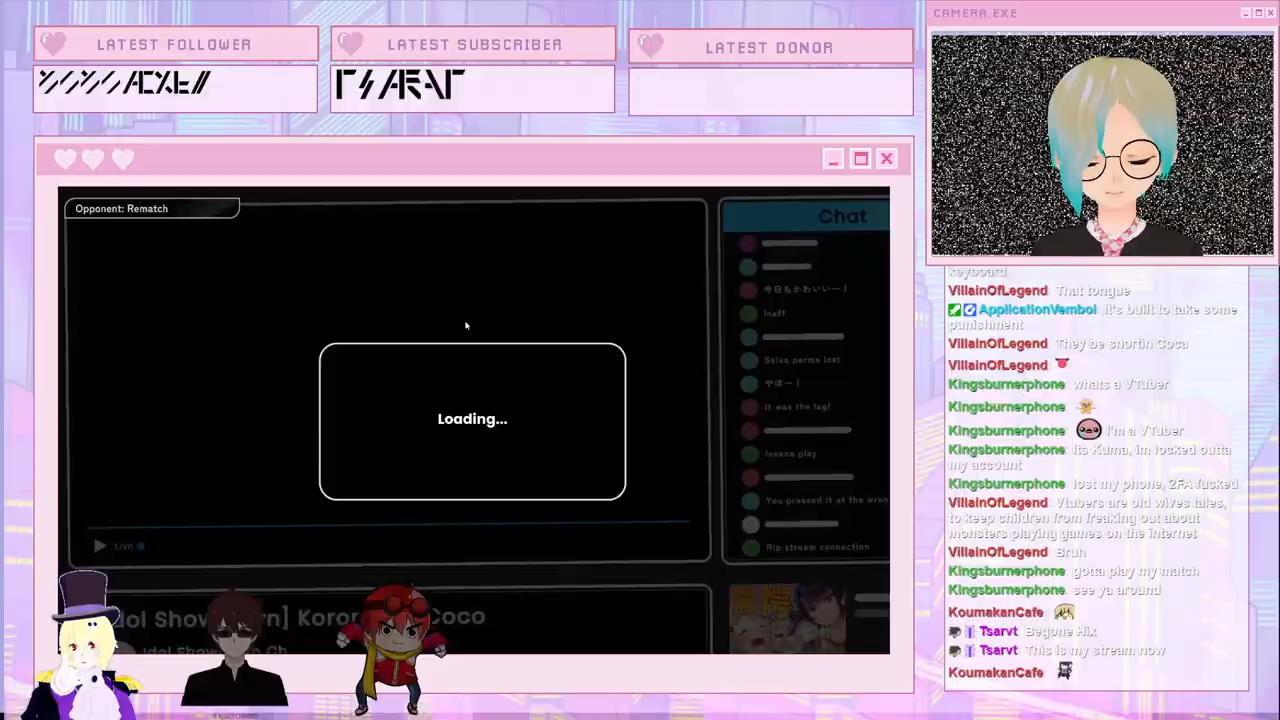 LATEST FOLLOWER
LATEST SUBSCRIBER
LATEST DONOR
CAMERA.EXE
Opponent: Rematch
Chat
今日もかわいいー！
lnaff
Seiso perms lost
やほー！
It was the lag!
Insane play
You pressed it at the wron
Rip stream connection
Loading...
Live
keyboard
VillainOfLegend That tongue
ApplicationVembol It's built to take some
punishment
VillainOfLegend They be snortin Coca
VillainOfLegend
Kingsburnerphone whats a VTuber
Kingsburnerphone
Kingsburnerphone I'm a VTuber
Kingsburnerphone Its Kuma, im locked outta
my account
Kingsburnerphone lost my phone, 2FA fucked
VillainOfLegend Vtubers are old wives tales,
to keep children from freaking out about
monsters playing games on the internet
VillainOfLegend Bruh
Kingsburnerphone gotta play my match
Kingsburnerphone see ya around
KoumakanCafe
Tsarvt Begone Hix
Tsarvt This is my stream now
KoumakanCafe